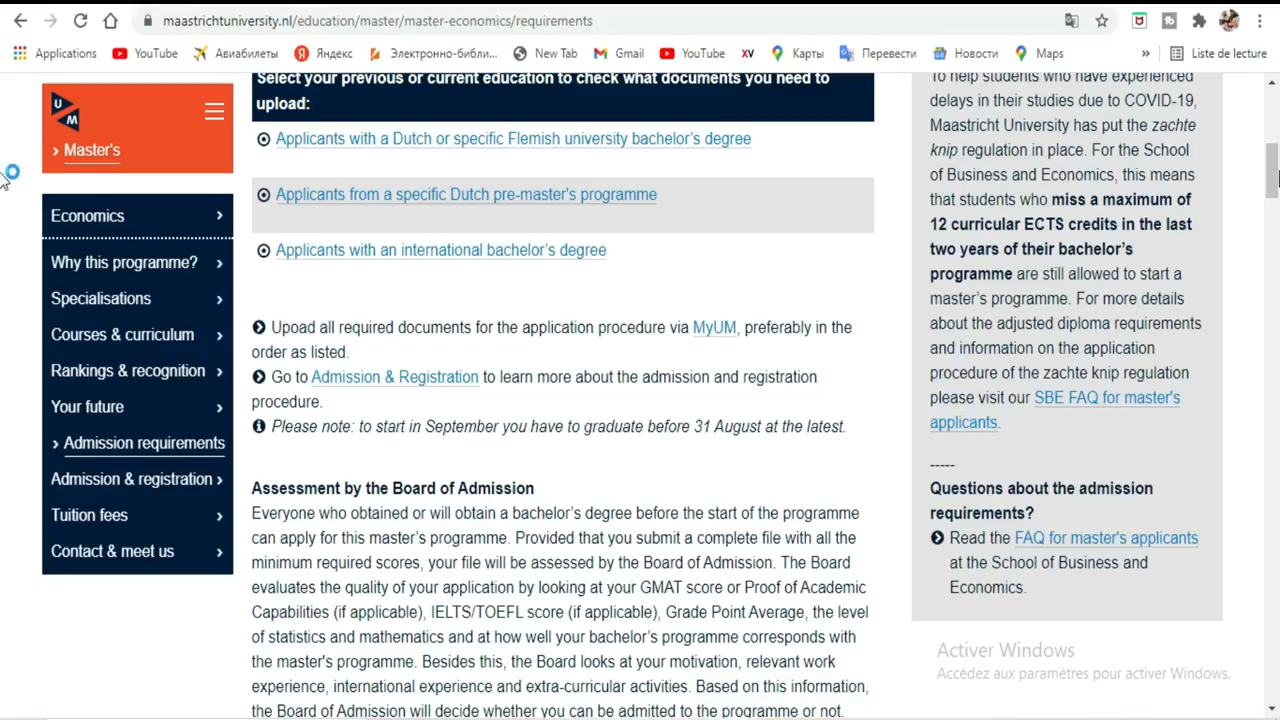 maastrichtuniversity.nl/education/master/master-economics/requirements
Applications
YouTube
Авиабилеты
Яндекс
Электронно-библи...
New Tab
Gmail
YouTube
XV
Карты
Перевести
Новости
Maps
»
Liste de lecture
U
M
› Master's
Economics ›
Why this programme? ›
Specialisations ›
Courses & curriculum ›
Rankings & recognition ›
Your future ›
› Admission requirements
Admission & registration ›
Tuition fees ›
Contact & meet us ›
Select your previous or current education to check what documents you need to
upload:
Applicants with a Dutch or specific Flemish university bachelor's degree
Applicants from a specific Dutch pre-master's programme
Applicants with an international bachelor's degree
Upoad all required documents for the application procedure via MyUM, preferably in the
order as listed.
Go to Admission & Registration to learn more about the admission and registration
procedure.
Please note: to start in September you have to graduate before 31 August at the latest.
Assessment by the Board of Admission
Everyone who obtained or will obtain a bachelor's degree before the start of the programme
can apply for this master's programme. Provided that you submit a complete file with all the
minimum required scores, your file will be assessed by the Board of Admission. The Board
evaluates the quality of your application by looking at your GMAT score or Proof of Academic
Capabilities (if applicable), IELTS/TOEFL score (if applicable), Grade Point Average, the level
of statistics and mathematics and at how well your bachelor's programme corresponds with
the master's programme. Besides this, the Board looks at your motivation, relevant work
experience, international experience and extra-curricular activities. Based on this information,
the Board of Admission will decide whether you can be admitted to the programme or not.
To help students who have experienced
delays in their studies due to COVID-19,
Maastricht University has put the zachte
knip regulation in place. For the School
of Business and Economics, this means
that students who miss a maximum of
12 curricular ECTS credits in the last
two years of their bachelor's
programme are still allowed to start a
master's programme. For more details
about the adjusted diploma requirements
and information on the application
procedure of the zachte knip regulation
please visit our SBE FAQ for master's
applicants.
-----
Questions about the admission
requirements?
Read the FAQ for master's applicants
at the School of Business and
Economics.
Activer Windows
Accédez aux paramètres pour activer Windows.